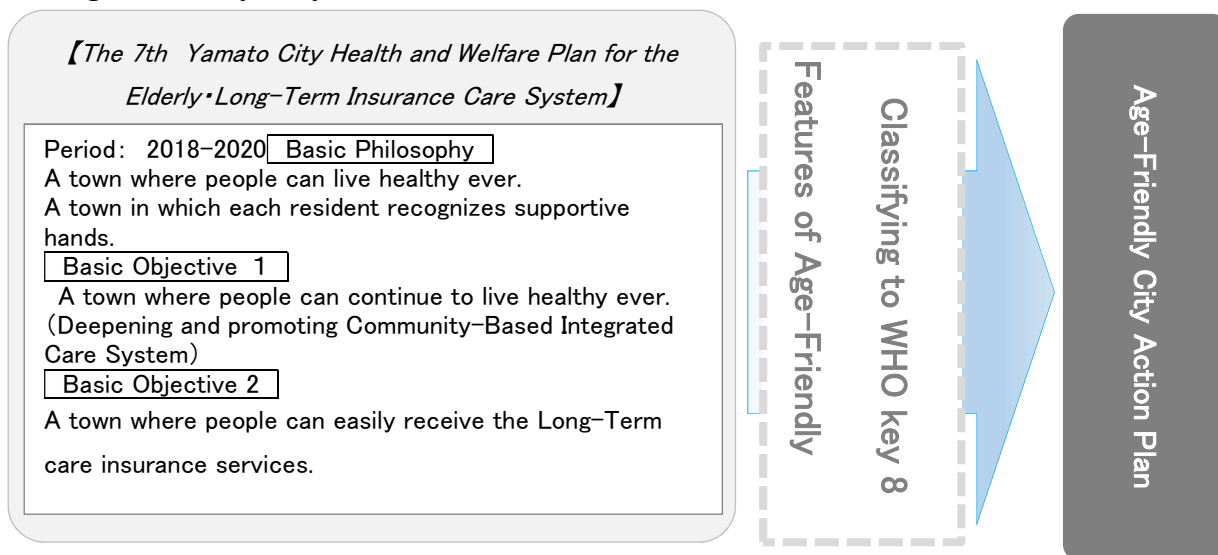 【The 7th Yamato City Health and Welfare Plan for the
Elderly・Long-Term Insurance Care System】
Period: 2018-2020 Basic Philosophy
A town where people can live healthy ever.
A town in which each resident recognizes supportive
hands.
Basic Objective 1
A town where people can continue to live healthy ever.
(Deepening and promoting Community-Based Integrated
Care System)
Basic Objective 2
A town where people can easily receive the Long-Term
care insurance services.
Classifying to WHO key 8
Features of Age-Friendly
Age-Friendly City Action Plan